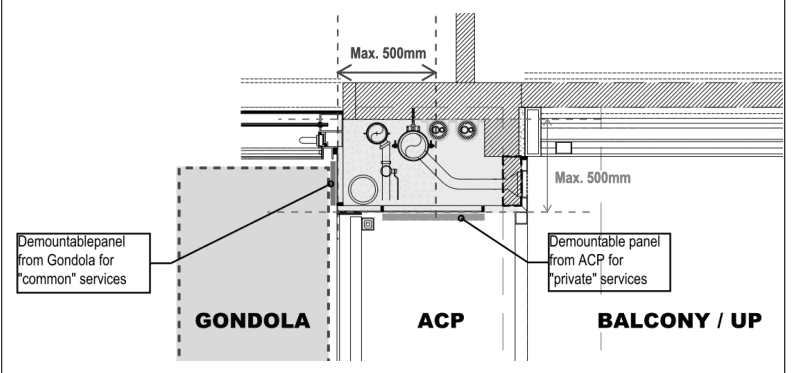 Max. 500mm
Max. 500mm
Demountablepanel
from Gondola for
"common" services
Demountable panel
from ACP for
"private" services
GONDOLA
ACP
BALCONY / UP